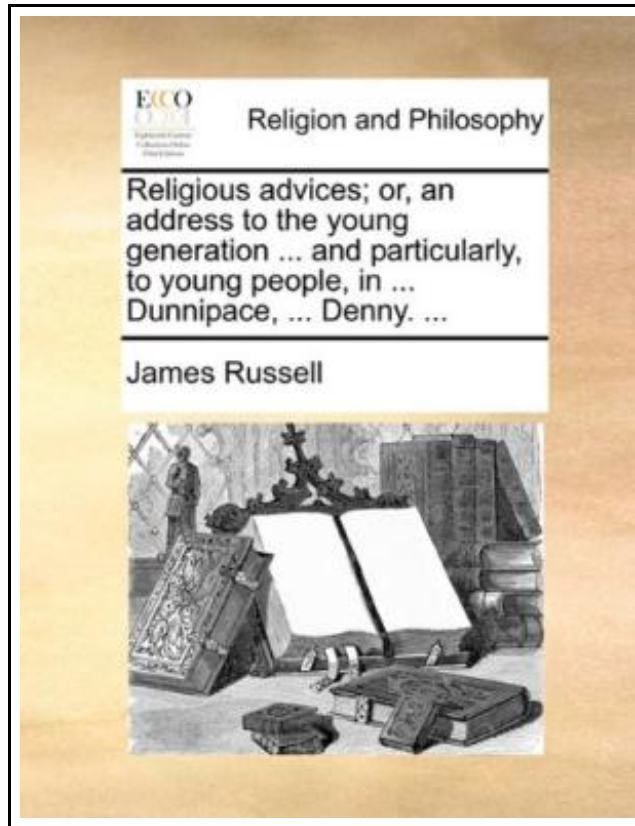 ECCO
Religion and Philosophy
Religious advices; or, an
address to the young
generation ... and particularly,
to young people, in ...
Dunnipace, ... Denny. ...
James Russell